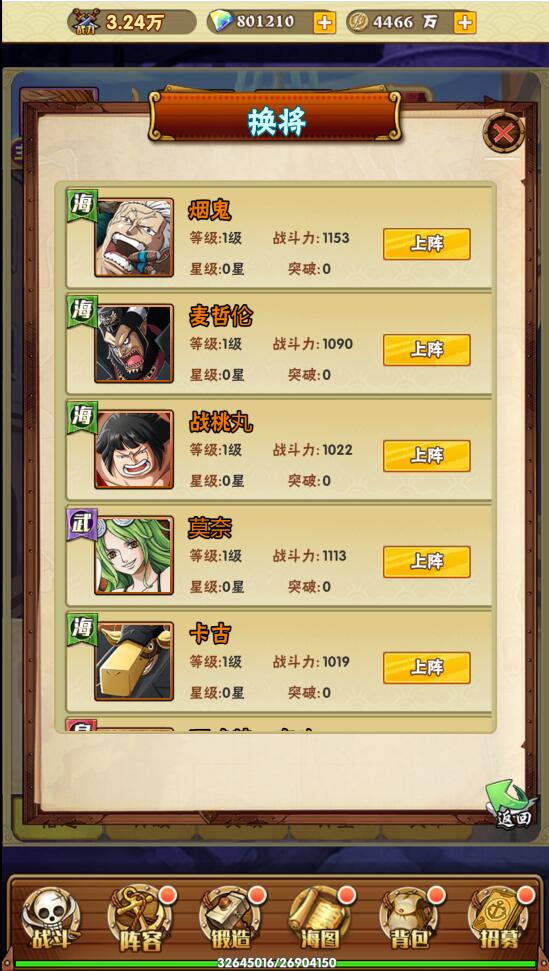 战力 3.24万 801210 4466 万
换将
海 烟鬼
等级:1级 战斗力:1153
上阵
星级:0星 突破:0
海 麦哲伦
等级:1级 战斗力:1090
上阵
星级:0星 突破:0
海 战桃丸
等级:1级 战斗力:1022
上阵
星级:0星 突破:0
武 莫奈
等级:1级 战斗力:1113
上阵
星级:0星 突破:0
海 卡古
等级:1级 战斗力:1019
上阵
星级:0星 突破:0
返回
战斗 阵容 锻造 海图 背包 招募
32645016/26904150